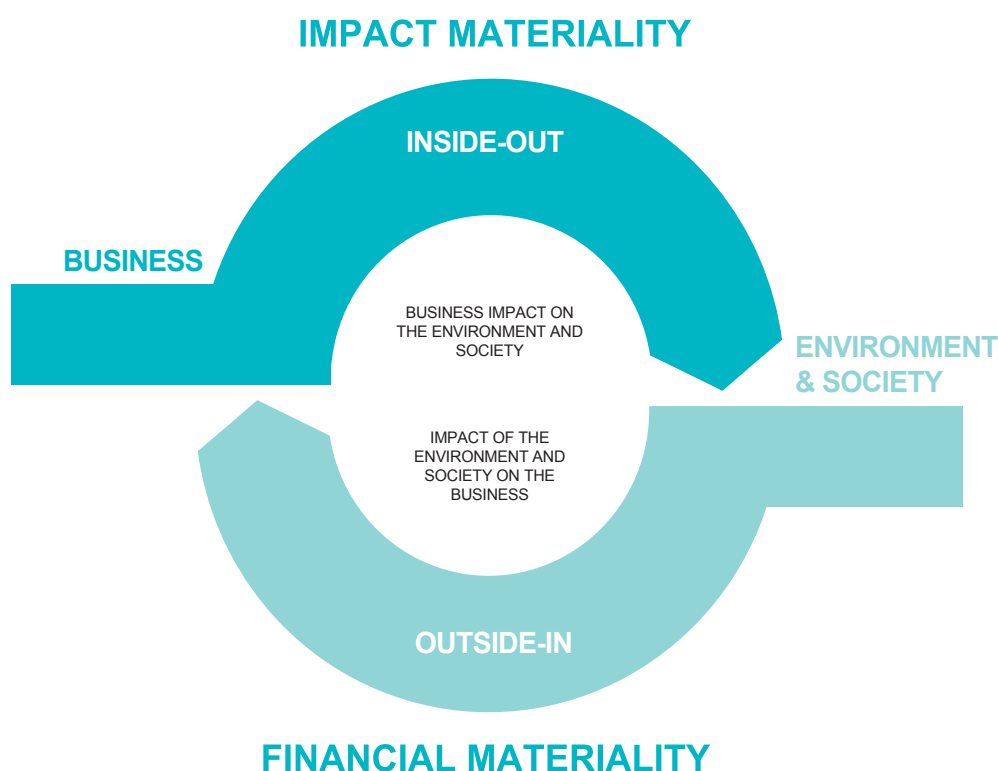 IMPACT MATERIALITY
INSIDE-OUT
BUSINESS
BUSINESS IMPACT ON
THE ENVIRONMENT AND
SOCIETY
ENVIRONMENT
& SOCIETY
IMPACT OF THE
ENVIRONMENT AND
SOCIETY ON THE
BUSINESS
OUTSIDE-IN
FINANCIAL MATERIALITY